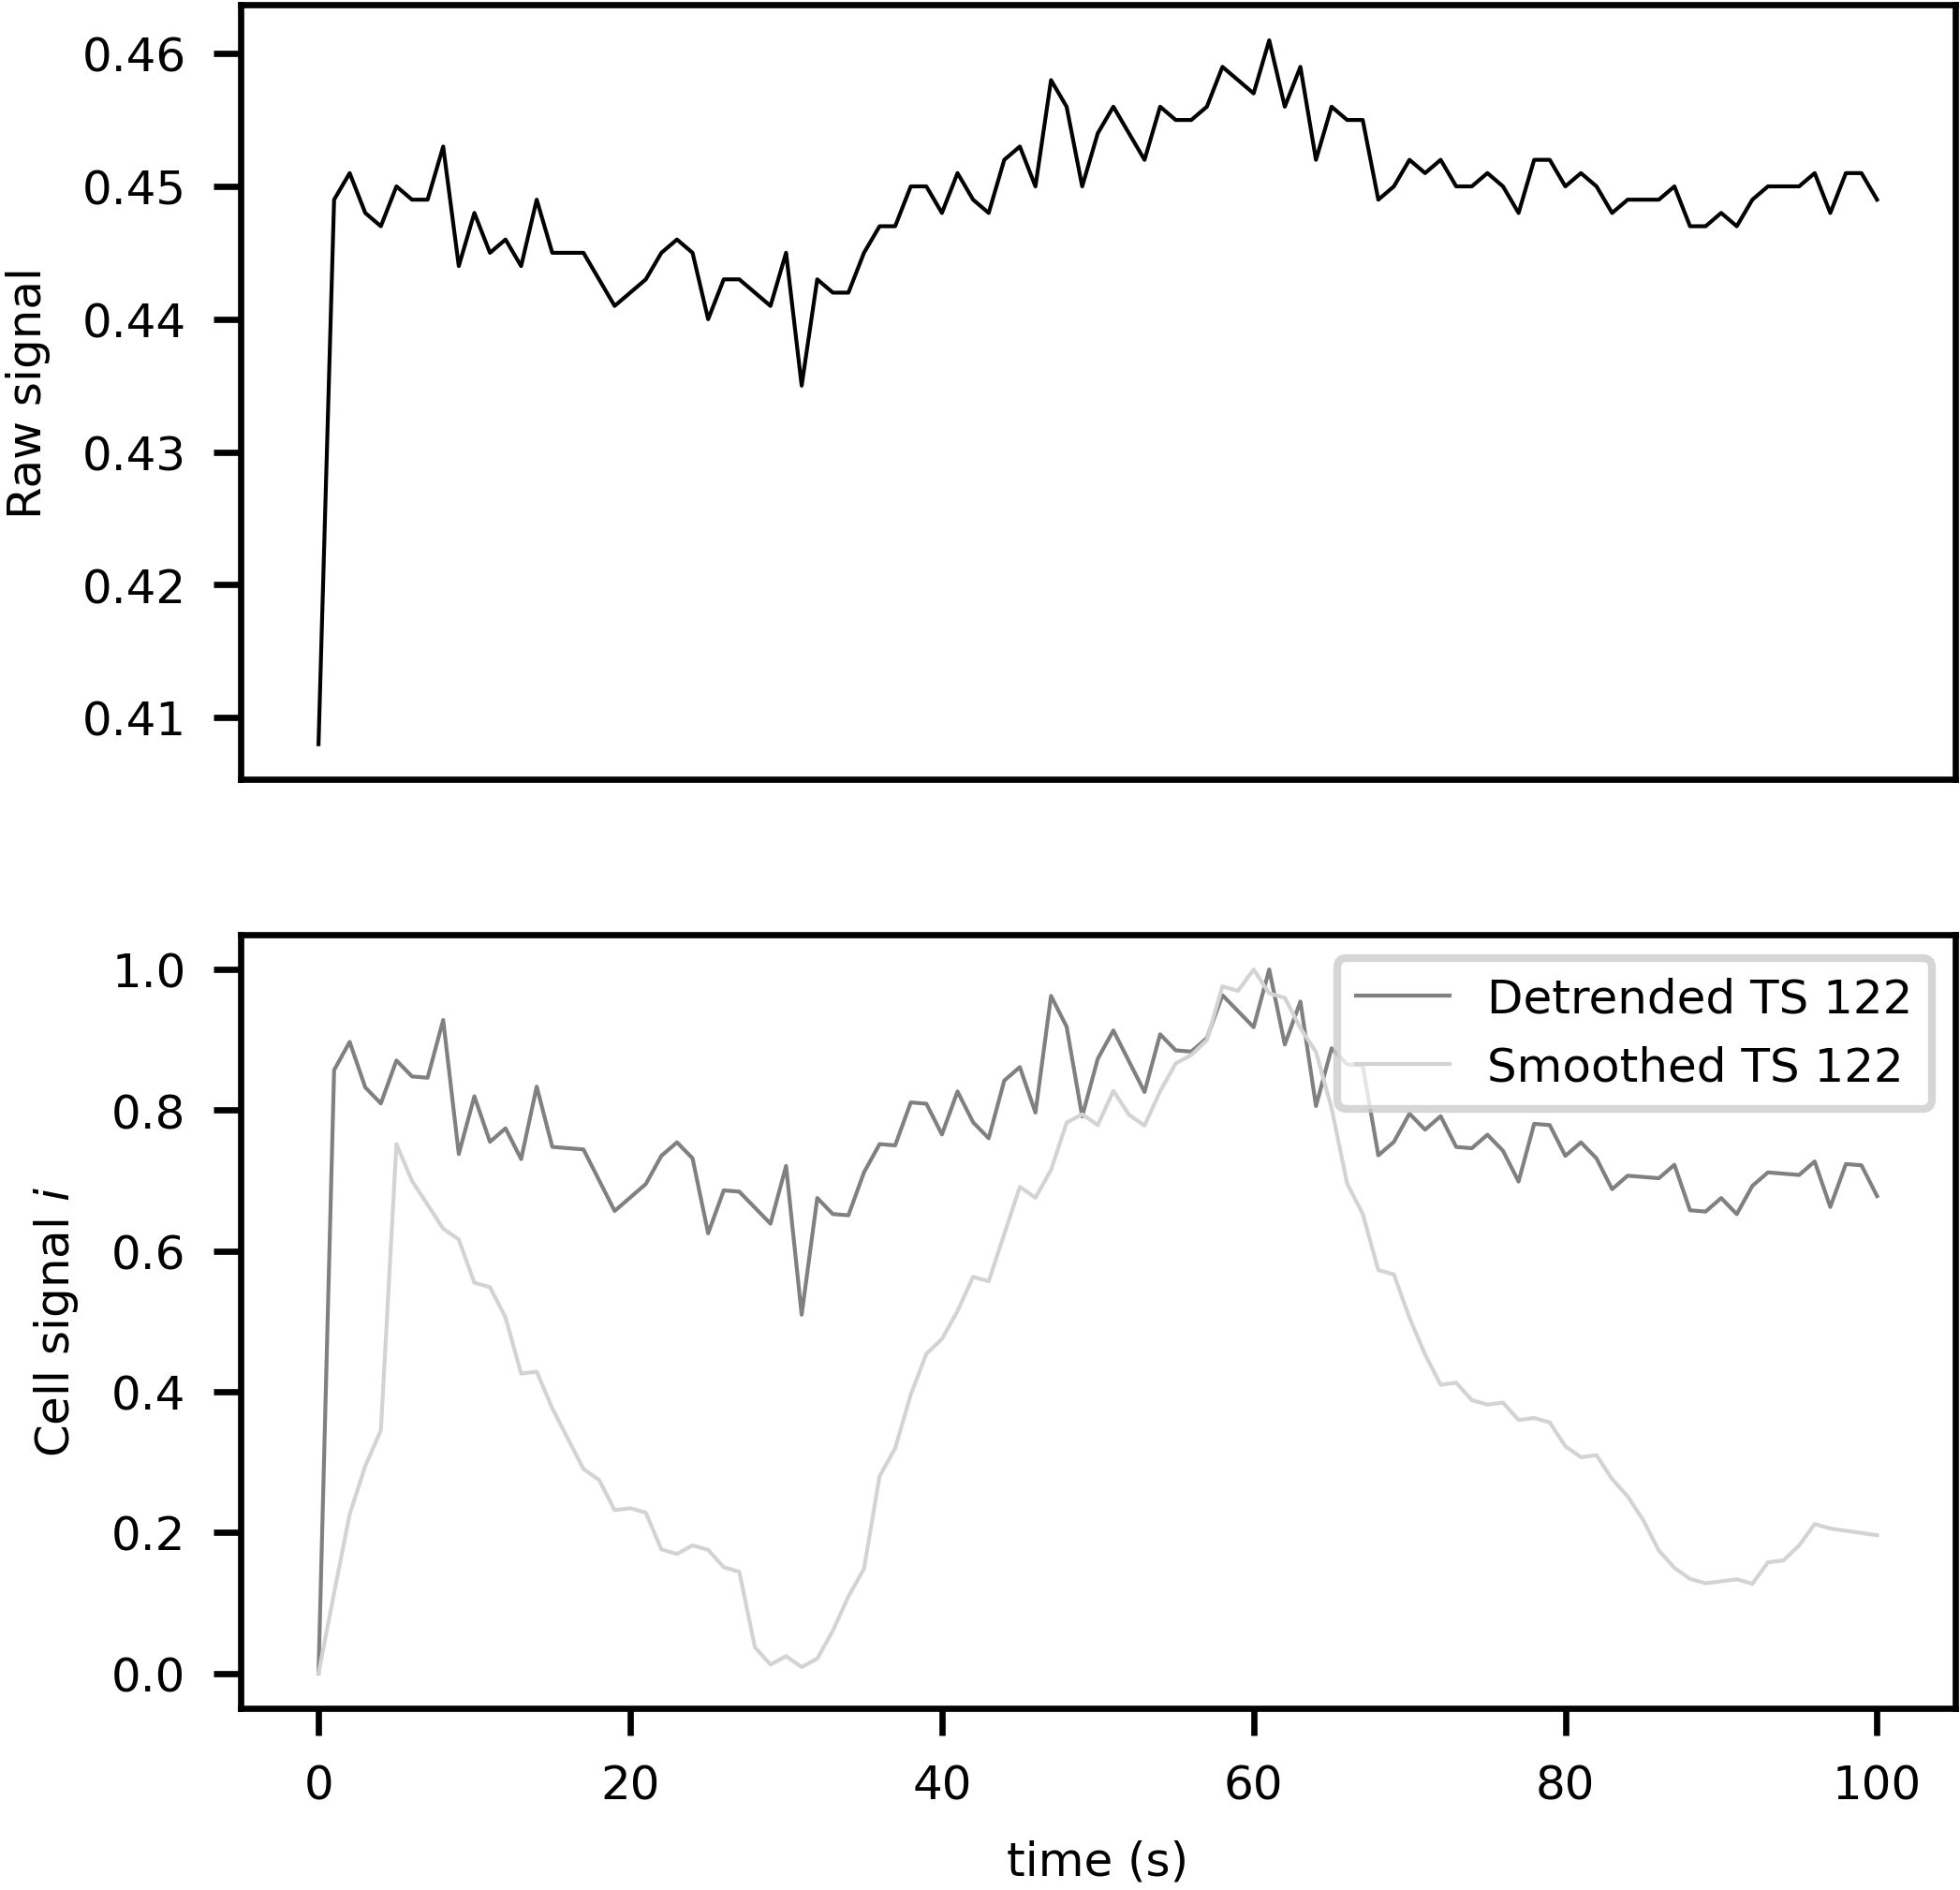 Raw signal
0.46
0.45
0.44
0.43
0.42
0.41
Cell signal i
1.0
0.8
0.6
0.4
0.2
0.0
Detrended TS 122
Smoothed TS 122
0 20 40 60 80 100
time (s)